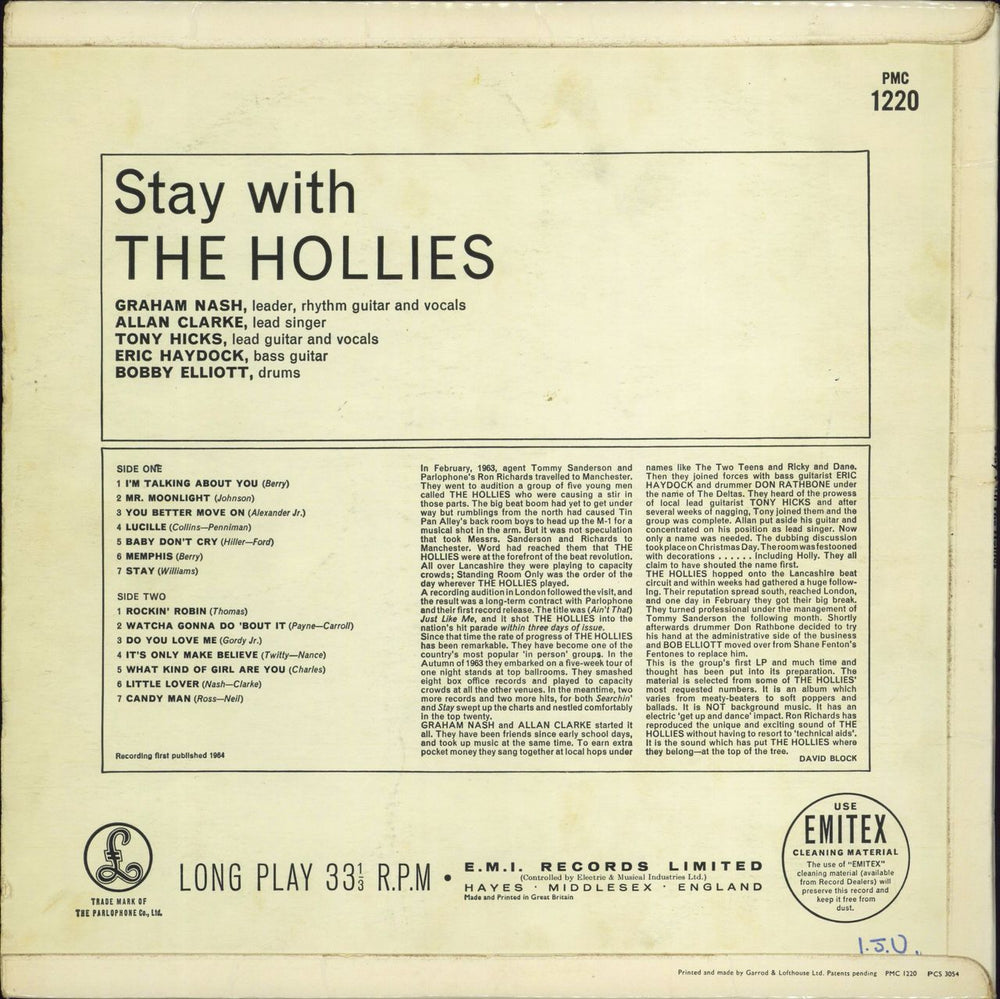 PMC
1220
Stay with
THE HOLLIES
GRAHAM NASH, leader, rhythm guitar and vocals
ALLAN CLARKE, lead singer
TONY HICKS, lead guitar and vocals
ERIC HAYDOCK, bass guitar
BOBBY ELLIOTT, drums
SIDE ONE
1 I'M TALKING ABOUT YOU (Berry)
2 MR. MOONLIGHT (Johnson)
3 YOU BETTER MOVE ON (Alexander Jr.)
4 LUCILLE (Collins—Penniman)
5 BABY DON'T CRY (Hiller—Ford)
6 MEMPHIS (Berry)
7 STAY (Williams)
SIDE TWO
1 ROCKIN' ROBIN (Thomas)
2 WATCHA GONNA DO 'BOUT IT (Payne—Carroll)
3 DO YOU LOVE ME (Gordy Jr.)
4 IT'S ONLY MAKE BELIEVE (Twitty—Nance)
5 WHAT KIND OF GIRL ARE YOU (Charles)
6 LITTLE LOVER (Nash—Clarke)
7 CANDY MAN (Ross—Neil)
Recording first published 1964
In February, 1963, agent Tommy Sanderson and
Parlophone's Ron Richards travelled to Manchester.
They went to audition a group of five young men
called THE HOLLIES who were causing a stir in
those parts. The big beat boom had yet to get under
way but rumblings from the north had caused Tin
Pan Alley's back room boys to head up the M-1 for a
musical shot in the arm. But it was not speculation
that took Messrs. Sanderson and Richards to
Manchester. Word had reached them that THE
HOLLIES were at the forefront of the beat revolution.
All over Lancashire they were playing to capacity
crowds; Standing Room Only was the order of the
day wherever THE HOLLIES played.
A recording audition in London followed the visit, and
the result was a long-term contract with Parlophone
and their first record release. The title was (Ain't That)
Just Like Me, and it shot THE HOLLIES into the
nation's hit parade within three days of issue.
Since that time the rate of progress of THE HOLLIES
has been remarkable. They have become one of the
country's most popular 'in person' groups. In the
Autumn of 1963 they embarked on a five-week tour of
one night stands at top ballrooms. They smashed
eight box office records and played to capacity
crowds at all the other venues. In the meantime, two
more records and two more hits, for both Searchin'
and Stay swept up the charts and nestled comfortably
in the top twenty.
GRAHAM NASH and ALLAN CLARKE started it
all. They have been friends since early school days,
and took up music at the same time. To earn extra
pocket money they sang together at local hops under
names like The Two Teens and Ricky and Dane.
Then they joined forces with bass guitarist ERIC
HAYDOCK and drummer DON RATHBONE under
the name of The Deltas. They heard of the prowess
of local lead guitarist TONY HICKS and after
several weeks of nagging, Tony joined them and the
group was complete. Allan put aside his guitar and
concentrated on his position as lead singer. Now
only a name was needed. The dubbing discussion
took place on Christmas Day. The room was festooned
with decorations . . . . . . Including Holly. They all
claim to have shouted the name first.
THE HOLLIES hopped onto the Lancashire beat
circuit and within weeks had gathered a huge follow-
ing. Their reputation spread south, reached London,
and one day in February they got their big break.
They turned professional under the management of
Tommy Sanderson the following month. Shortly
afterwards drummer Don Rathbone decided to try
his hand at the administrative side of the business
and BOB ELLIOTT moved over from Shane Fenton's
Fentones to replace him.
This is the group's first LP and much time and
thought has been put into its preparation. The
material is selected from some of THE HOLLIES'
most requested numbers. It is an album which
varies from meaty-beaters to soft poppers and
ballads. It is NOT background music. It has an
electric 'get up and dance' impact. Ron Richards has
reproduced the unique and exciting sound of THE
HOLLIES without having to resort to 'technical aids'.
It is the sound which has put THE HOLLIES where
they belong—at the top of the tree.
DAVID BLOCK
£
TRADE MARK OF
THE PARLOPHONE Co., Ltd.
LONG PLAY 33⅓ R.P.M •
E.M.I. RECORDS LIMITED
(Controlled by Electric & Musical Industries Ltd.)
HAYES · MIDDLESEX · ENGLAND
Made and Printed in Great Britain
USE
EMITEX
CLEANING MATERIAL
The use of "EMITEX"
cleaning material (available
from Record Dealers) will
preserve this record and
keep it free from
dust.
I.J.U.
Printed and made by Garrod & Lofthouse Ltd. Patents pending PMC 1220 PCS 3054